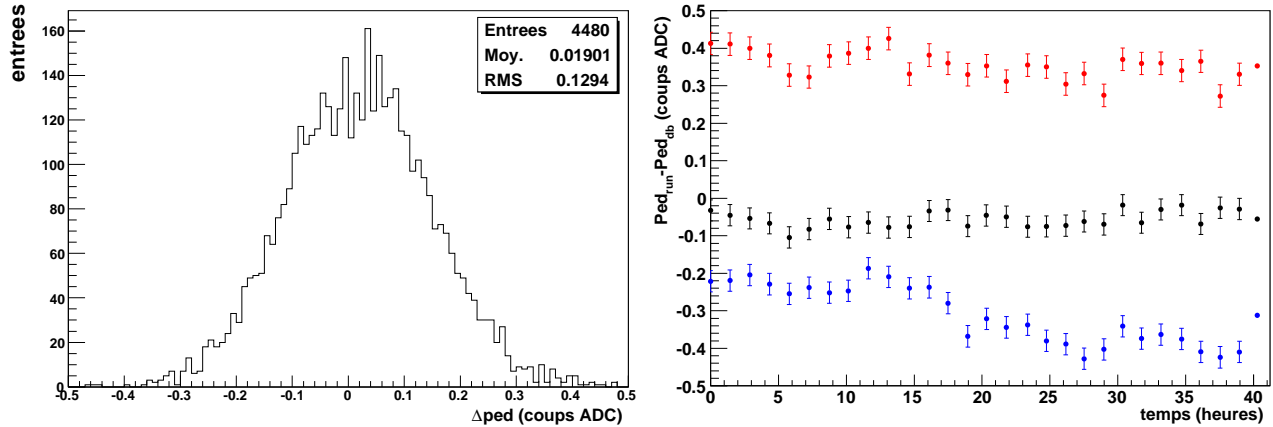 entrees
160
140
120
100
80
60
40
20
0
-0.5 -0.4 -0.3 -0.2 -0.1 0 0.1 0.2 0.3 0.4 0.5
Δped (coups ADC)
Entrees 4480
Moy. 0.01901
RMS 0.1294
Ped_run-Ped_db (coups ADC)
0.5
0.4
0.3
0.2
0.1
0
-0.1
-0.2
-0.3
-0.4
-0.5
0 5 10 15 20 25 30 35 40
temps (heures)